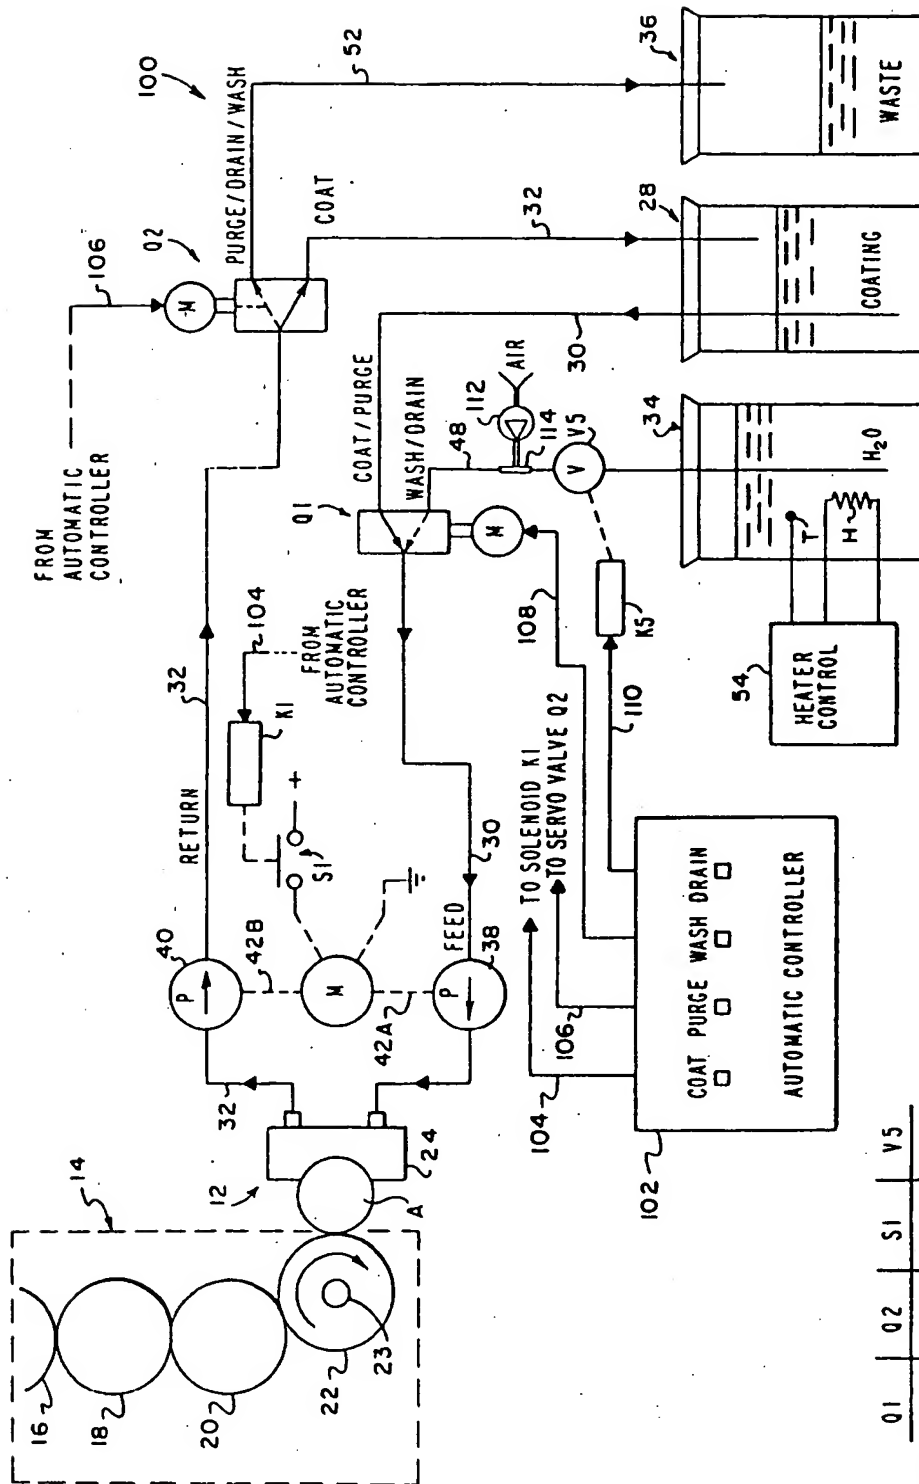 14
16
18
20
22
23
12
A
24
32
40
P
42B
M
42A
P
38
FEED
30
RETURN
32
K1
104
S1
+
FROM
AUTOMATIC
CONTROLLER
FROM
AUTOMATIC
CONTROLLER
106
M
Q2
100
PURGE/DRAIN/WASH
52
COAT
32
Q1
COAT/PURGE
WASH/DRAIN
30
48
AIR
112
114
M
V
V5
108
K5
110
TO SOLENOID K1
TO SERVO VALVE Q2
104
106
102
COAT PURGE WASH DRAIN
AUTOMATIC CONTROLLER
54
HEATER
CONTROL
T
H
34
H2O
28
COATING
36
WASTE
Q1 Q2 S1 V5